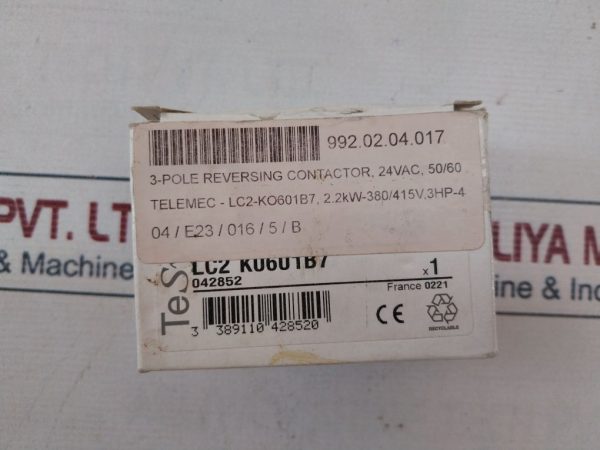 992.02.04.017
3-POLE REVERSING CONTACTOR, 24VAC, 50/60
TELEMEC - LC2-KO601B7, 2.2kW-380/415V,3HP-4
04 / E23 / 016 / 5 / B
LC2 K0601B7
042852
x1
France 0221
3 389110 428520
CE
RECYCLABLE
TeS
PVT. LT
& Machine
LIYA M
ine & Ind